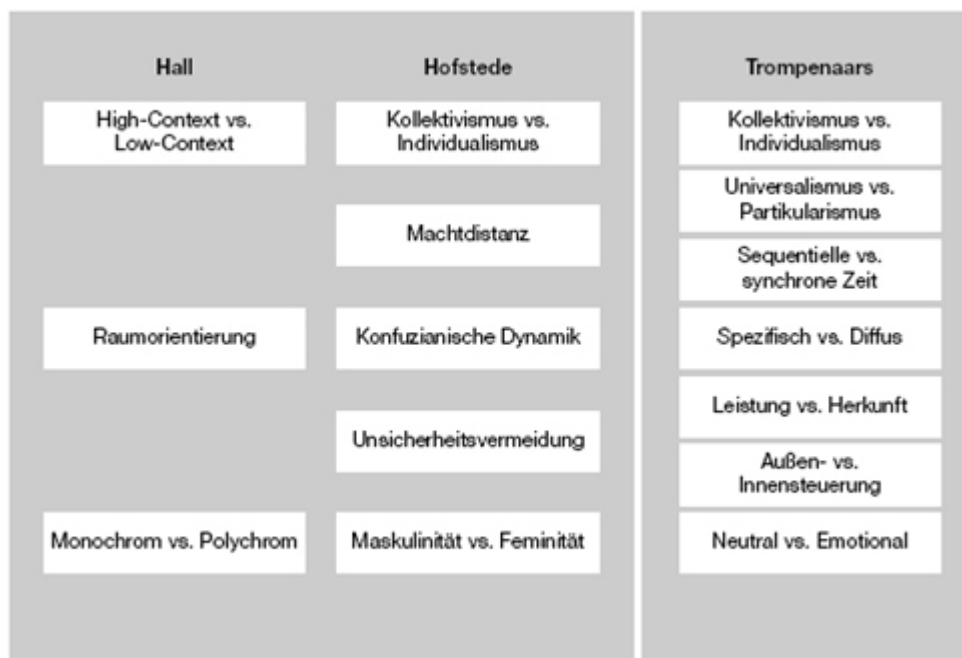 Hall
High-Context vs.
Low-Context
Raumorientierung
Monochrom vs. Polychrom
Hofstede
Kollektivismus vs.
Individualismus
Machtdistanz
Konfuzianische Dynamik
Unsicherheitsvermeidung
Maskulinität vs. Feminität
Trompenaars
Kollektivismus vs.
Individualismus
Universalismus vs.
Partikularismus
Sequentielle vs.
synchrone Zeit
Spezifisch vs. Diffus
Leistung vs. Herkunft
Außen- vs.
Innensteuerung
Neutral vs. Emotional